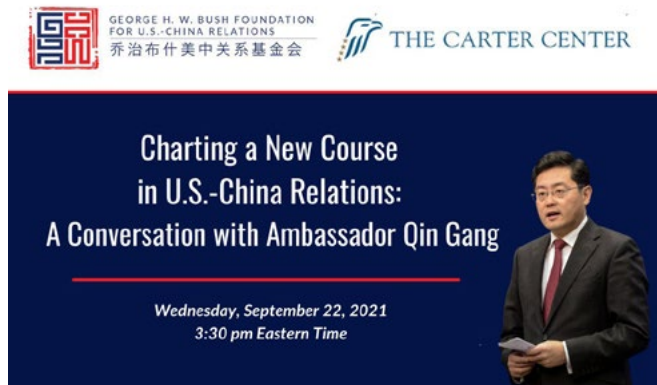 GEORGE H. W. BUSH FOUNDATION
FOR U.S.-CHINA RELATIONS
乔治布什美中关系基金会
THE CARTER CENTER
Charting a New Course
in U.S.-China Relations:
A Conversation with Ambassador Qin Gang
Wednesday, September 22, 2021
3:30 pm Eastern Time